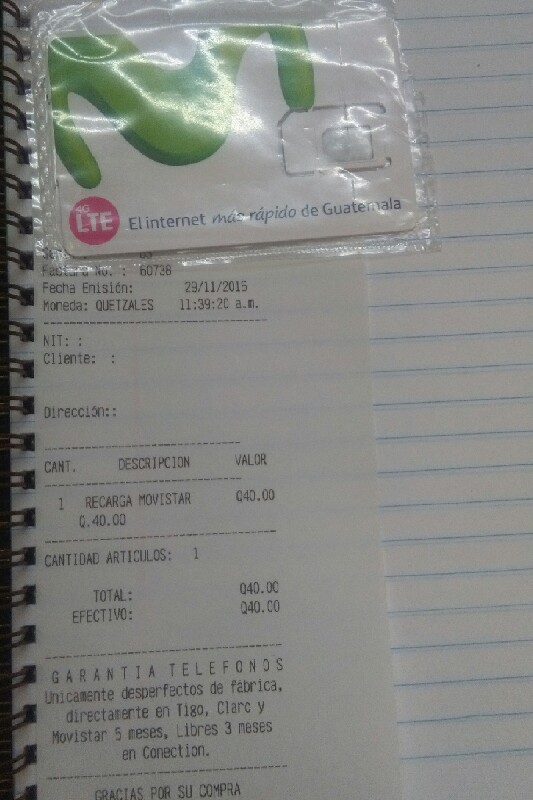 4G
LTE
El internet más rápido de Guatemala
Factura No. : 60738
Fecha Emisión: 29/11/2015
Moneda: QUETZALES 11:39:20 a.m.
NIT: :
Cliente: :
Dirección::
CANT. DESCRIPCION VALOR
1 RECARGA MOVISTAR Q40.00
Q.40.00
CANTIDAD ARTICULOS: 1
TOTAL: Q40.00
EFECTIVO: Q40.00
GARANTIA TELEFONOS
Unicamente desperfectos de fábrica,
directamente en Tigo, Claro y
Movistar 5 meses, Libres 3 meses
en Conection.
GRACIAS POR SU COMPRA